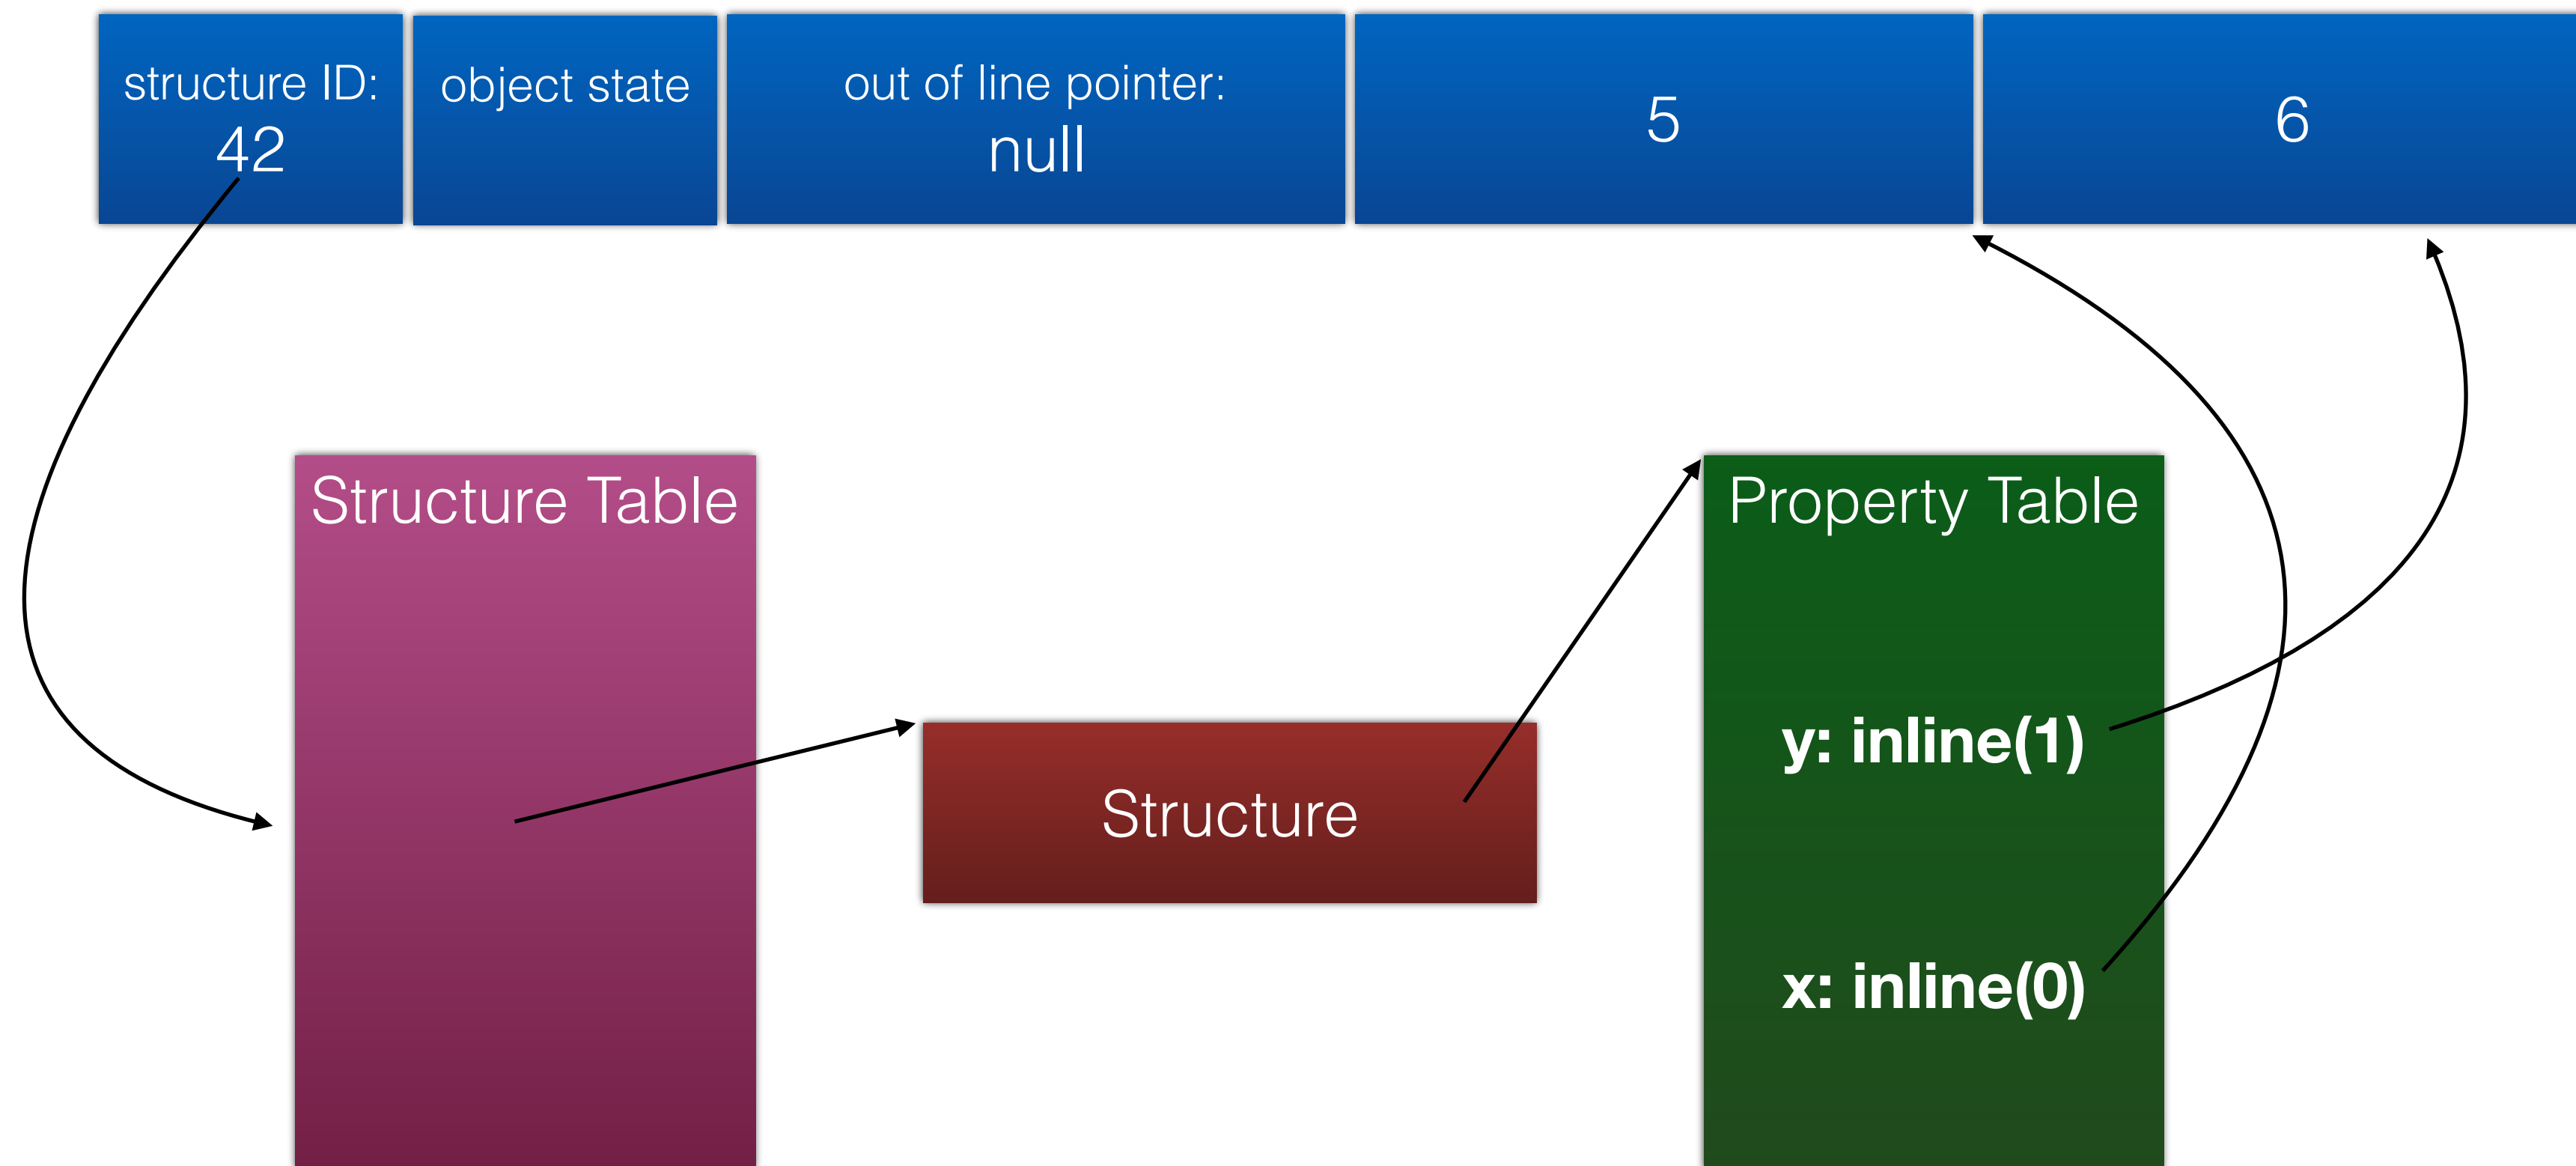 structure ID:
42
object state
out of line pointer:
null
5
6
Structure Table
Structure
Property Table
y: inline(1)
x: inline(0)